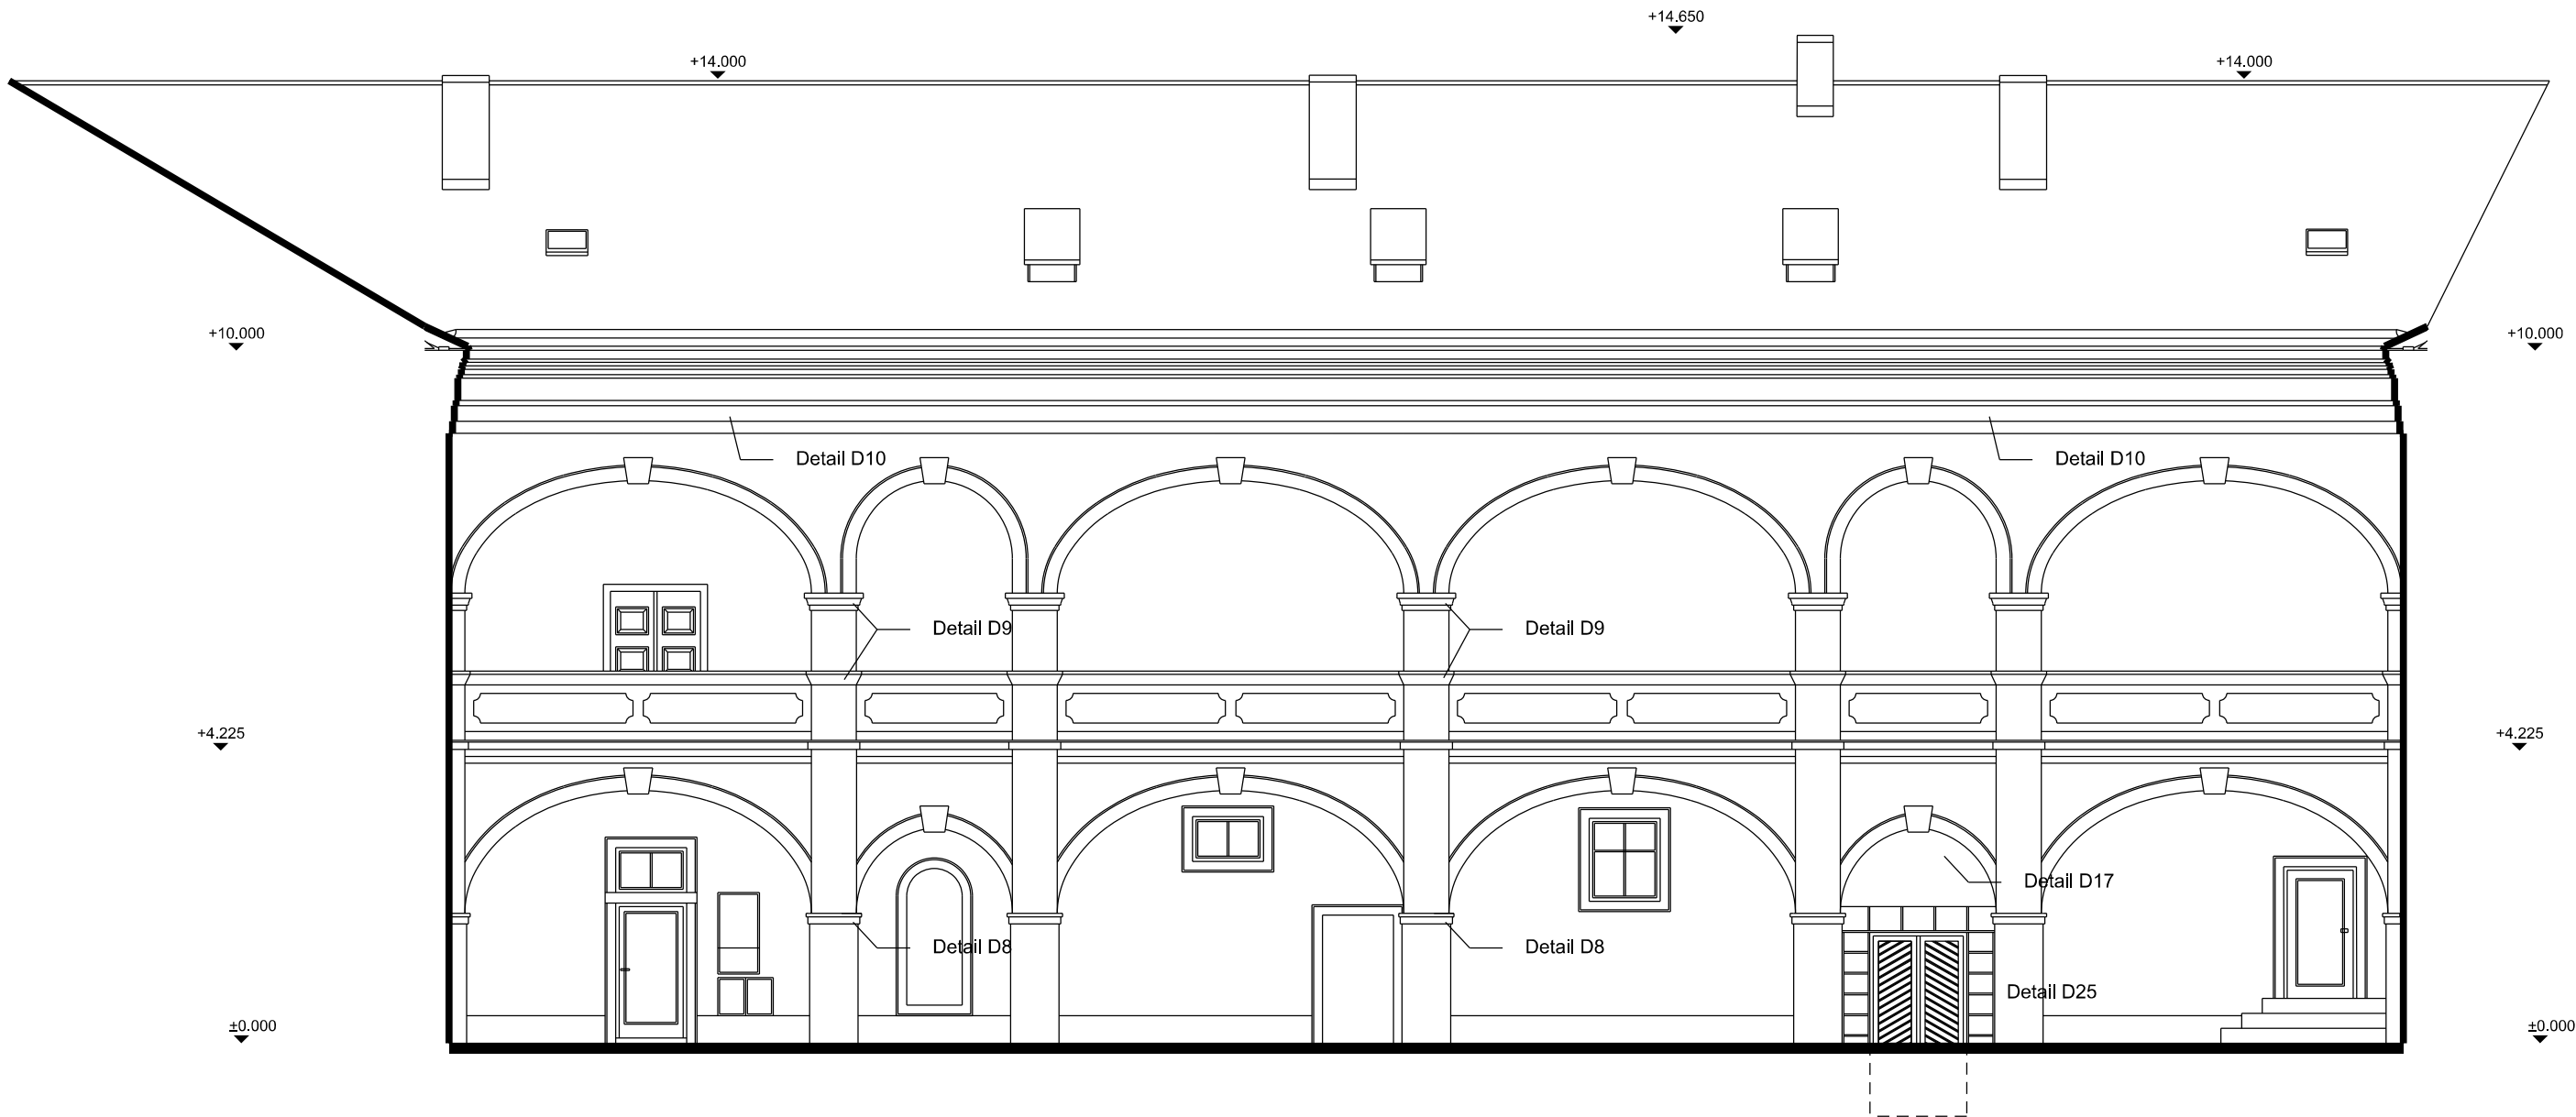 +14.650
+14.000
+14.000
+10.000
+10.000
Detail D10
Detail D10
Detail D9
Detail D9
+4.225
+4.225
Detail D17
Detail D8
Detail D8
Detail D25
±0.000
±0.000